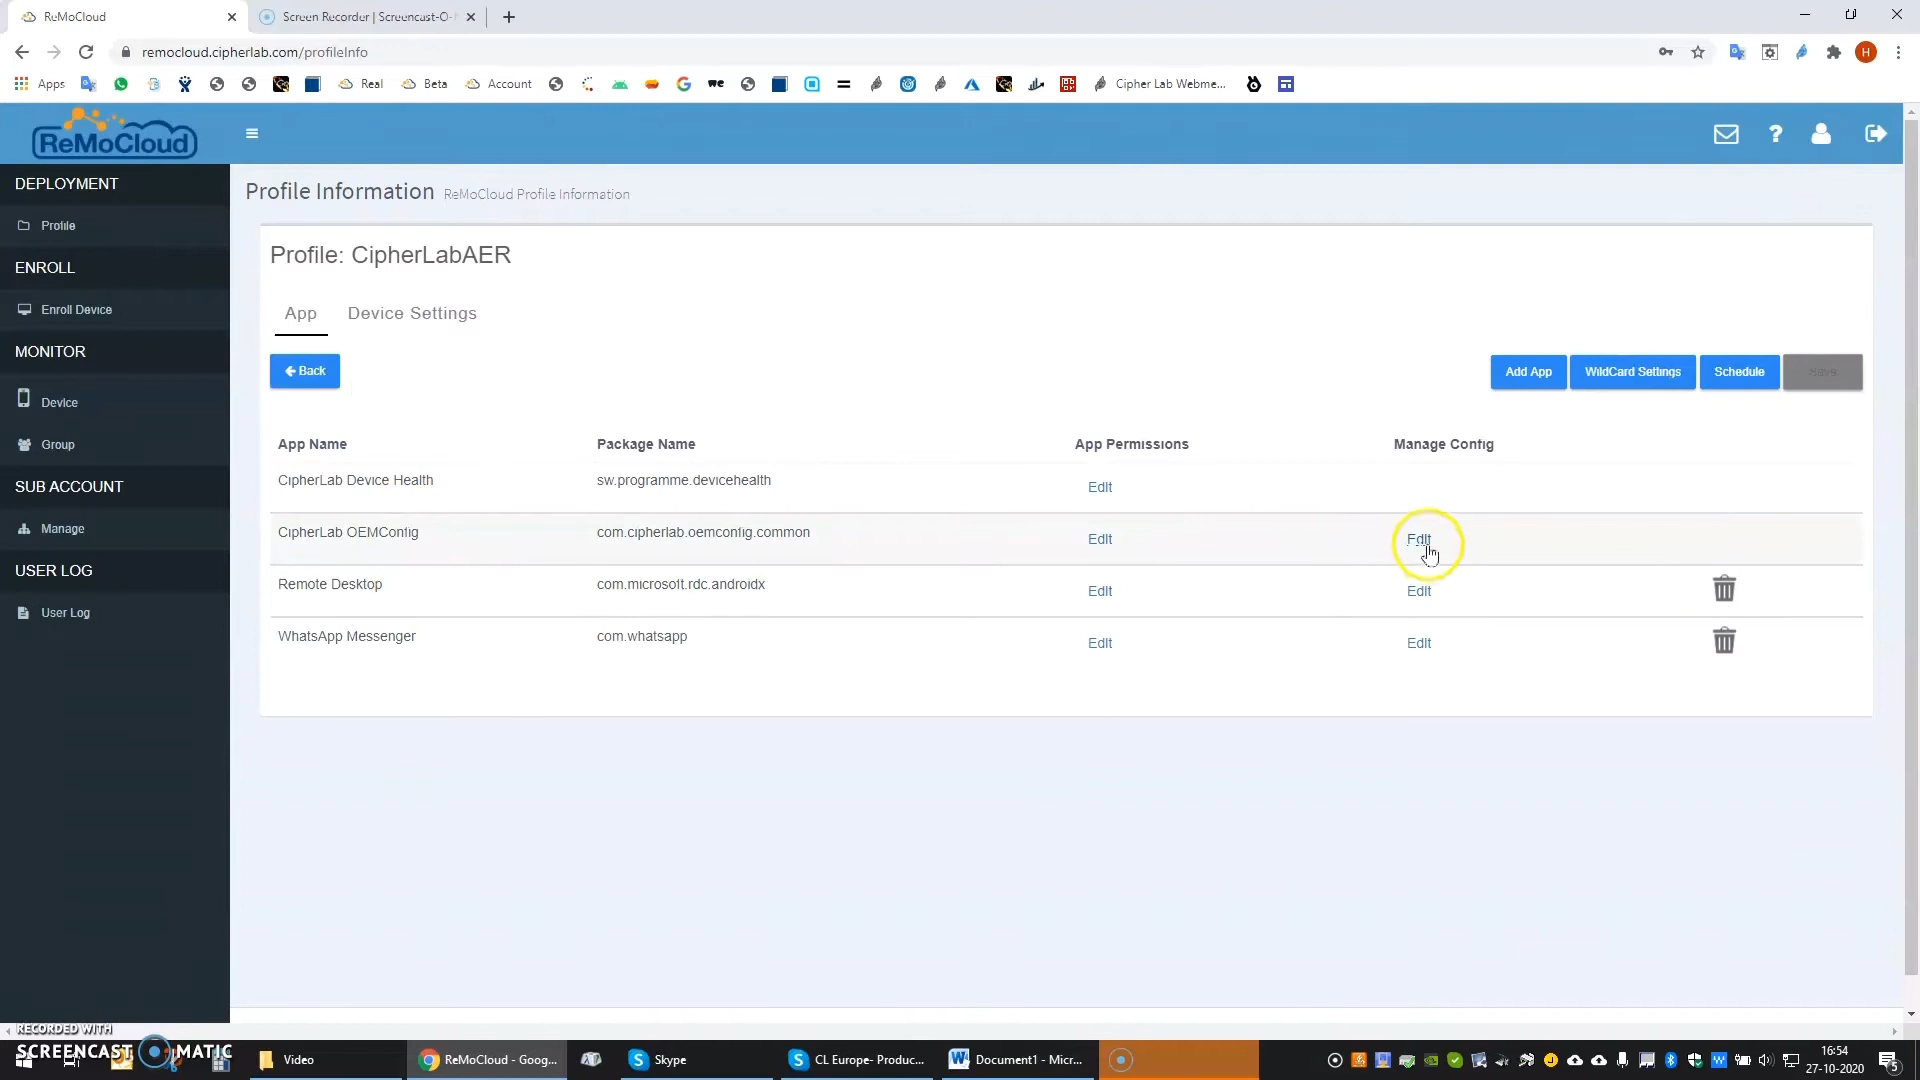 ReMoCloud
Screen Recorder | Screencast-O-
remocloud.cipherlab.com/profileInfo
H
Apps
Real
Beta
Account
Cipher Lab Webme...
ReMoCloud
DEPLOYMENT
Profile
ENROLL
Enroll Device
MONITOR
Device
Group
SUB ACCOUNT
Manage
USER LOG
User Log
Profile Information ReMoCloud Profile Information
Profile: CipherLabAER
App Device Settings
Back
Add App WildCard Settings Schedule Save
App Name Package Name App Permissions Manage Config
CipherLab Device Health sw.programme.devicehealth Edit
CipherLab OEMConfig com.cipherlab.oemconfig.common Edit Edit
Remote Desktop com.microsoft.rdc.androidx Edit Edit
WhatsApp Messenger com.whatsapp Edit Edit
RECORDED WITH
SCREENCAST MATIC
Video
ReMoCloud - Goog...
Skype
CL Europe- Produc...
Document1 - Micr...
16:54
27-10-2020
5